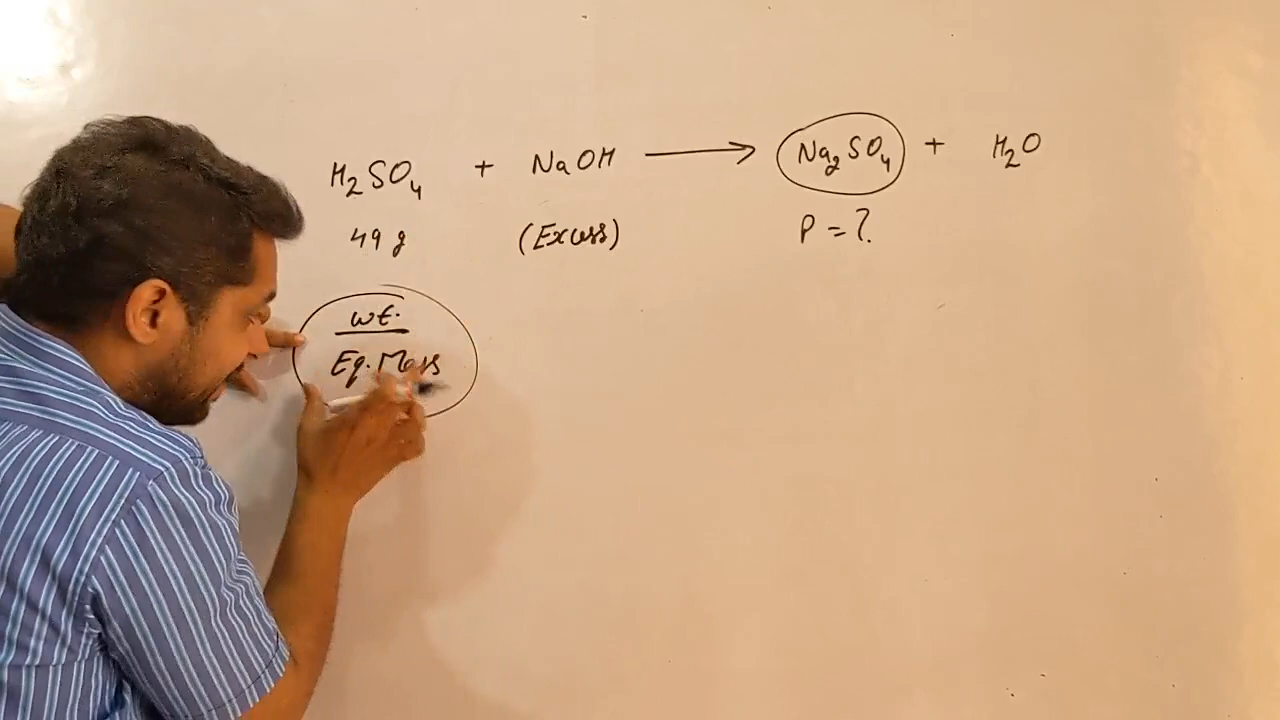 H₂SO₄ + NaOH ⟶ Na₂SO₄ + H₂O
49 g (Excess) P = ?
wt.
Eq. Mass